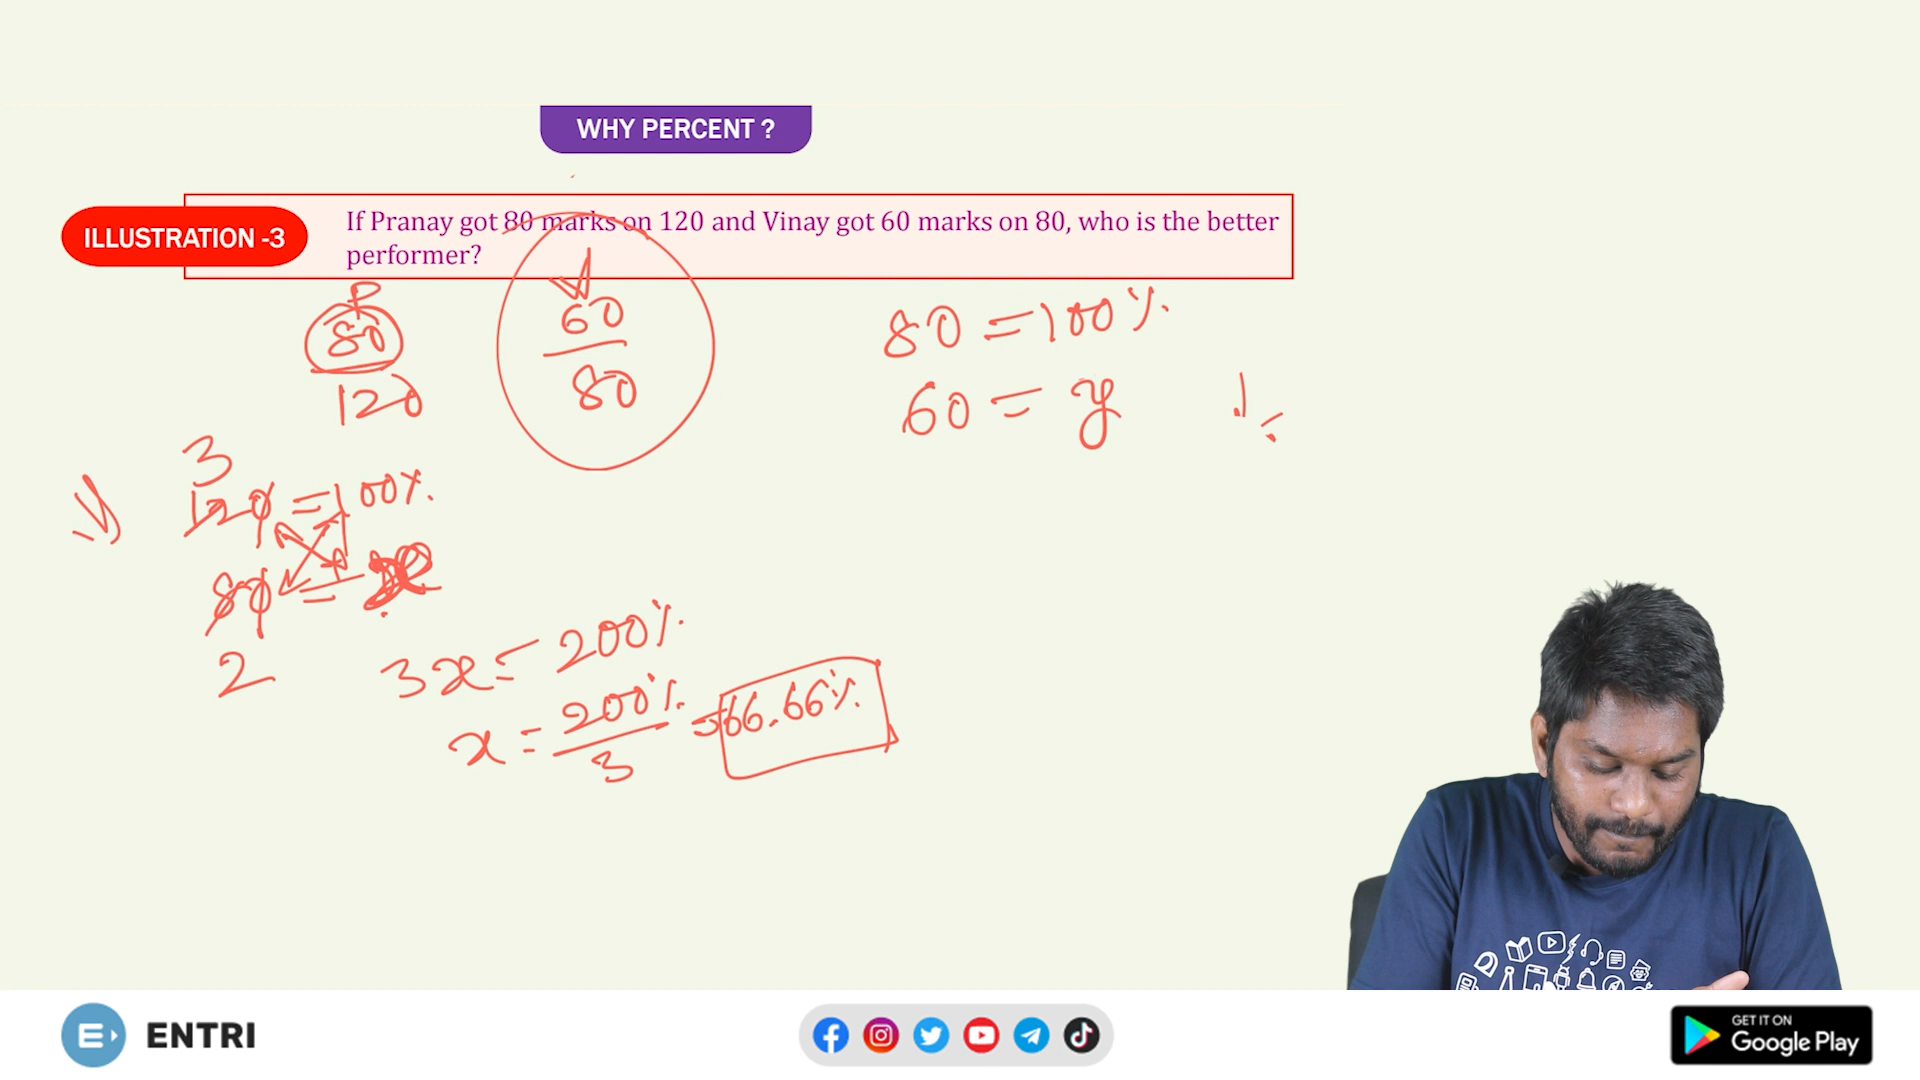 WHY PERCENT ?
ILLUSTRATION -3
If Pranay got 80 marks on 120 and Vinay got 60 marks on 80, who is the better
performer?
P
80
120
60
80
80 = 100%
60 = y
3
120 = 100%
80 =
2
3x = 200%
x = 200% / 3 = 66.66%
E
ENTRI
GET IT ON
Google Play